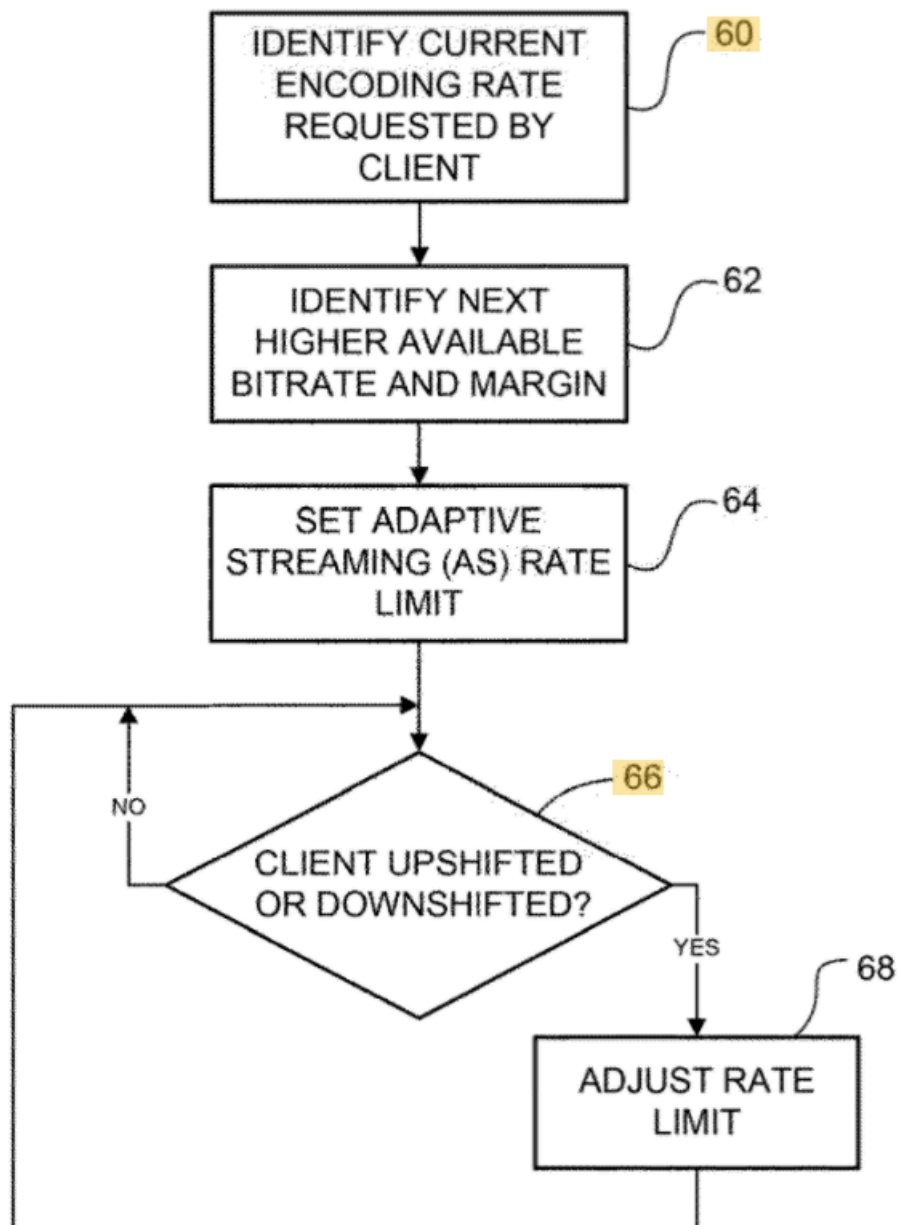 IDENTIFY CURRENT
ENCODING RATE
REQUESTED BY
CLIENT
60
IDENTIFY NEXT
HIGHER AVAILABLE
BITRATE AND MARGIN
62
SET ADAPTIVE
STREAMING (AS) RATE
LIMIT
64
66
NO
CLIENT UPSHIFTED
OR DOWNSHIFTED?
YES
68
ADJUST RATE
LIMIT